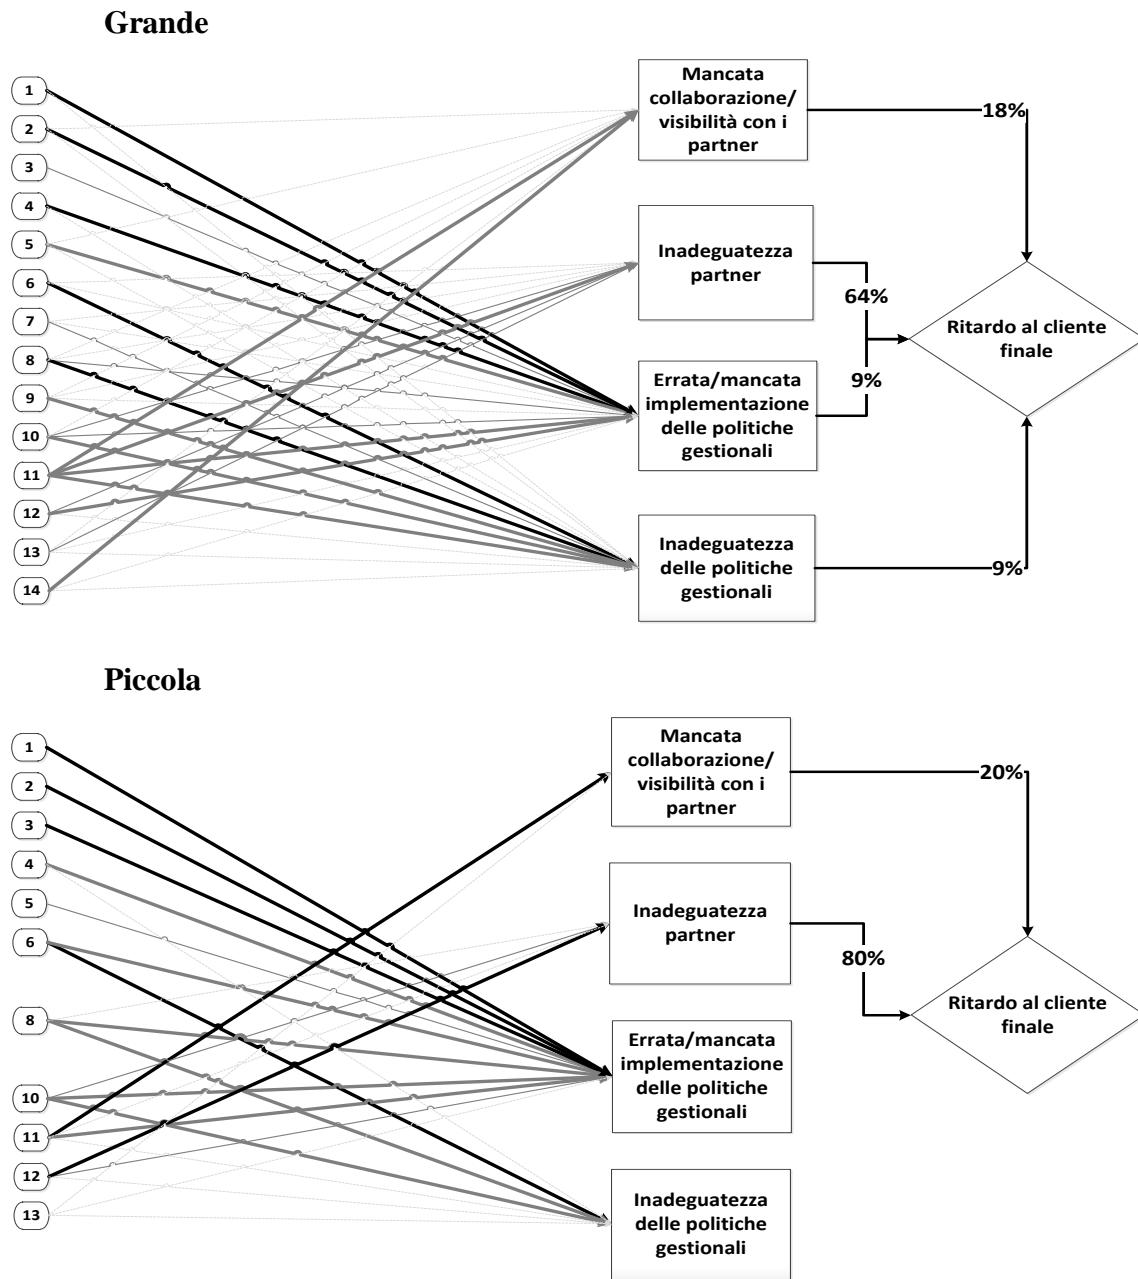 Grande
1
2
3
4
5
6
7
8
9
10
11
12
13
14
Mancata
collaborazione/
visibilità con i
partner
Inadeguatezza
partner
Errata/mancata
implementazione
delle politiche
gestionali
Inadeguatezza
delle politiche
gestionali
18%
64%
9%
9%
Ritardo al cliente
finale
Piccola
1
2
3
4
5
6
8
10
11
12
13
Mancata
collaborazione/
visibilità con i
partner
Inadeguatezza
partner
Errata/mancata
implementazione
delle politiche
gestionali
Inadeguatezza
delle politiche
gestionali
20%
80%
Ritardo al cliente
finale